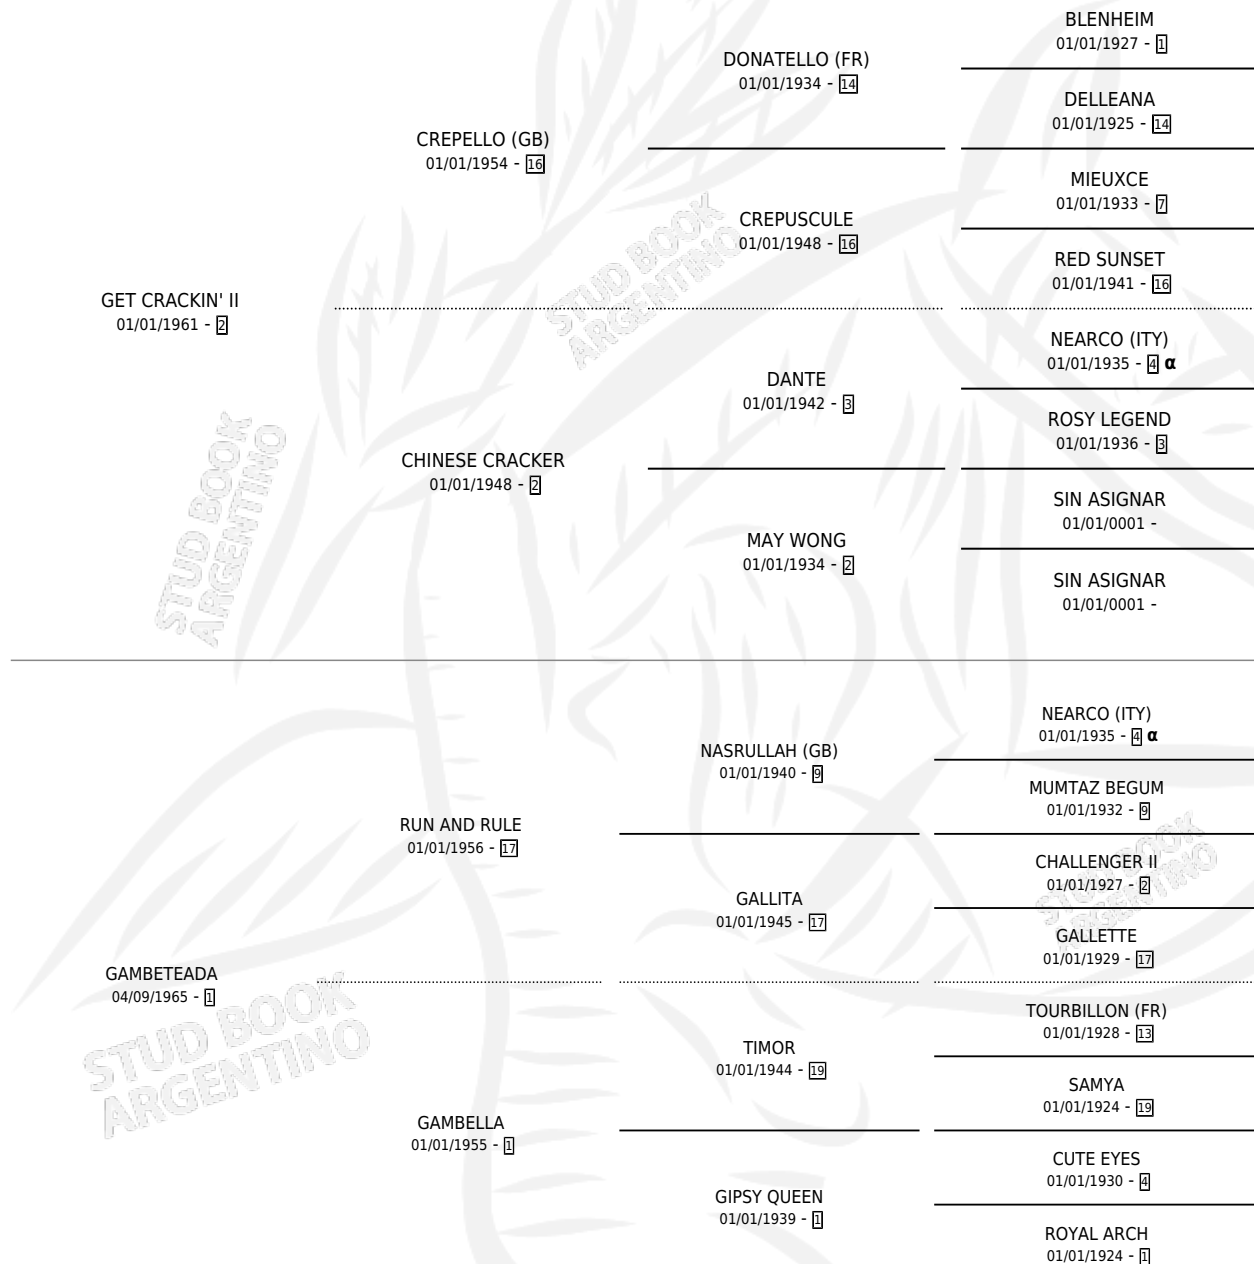 BLENHEIM
01/01/1927 - 1
DONATELLO (FR)
01/01/1934 - 14
DELLEANA
01/01/1925 - 14
CREPELLO (GB)
01/01/1954 - 16
MIEUXCE
01/01/1933 - 7
CREPUSCULE
01/01/1948 - 16
RED SUNSET
01/01/1941 - 16
GET CRACKIN' II
01/01/1961 - 2
NEARCO (ITY)
01/01/1935 - 4 α
DANTE
01/01/1942 - 3
ROSY LEGEND
01/01/1936 - 3
CHINESE CRACKER
01/01/1948 - 2
SIN ASIGNAR
01/01/0001 -
MAY WONG
01/01/1934 - 2
SIN ASIGNAR
01/01/0001 -
NEARCO (ITY)
01/01/1935 - 4 α
NASRULLAH (GB)
01/01/1940 - 9
MUMTAZ BEGUM
01/01/1932 - 9
RUN AND RULE
01/01/1956 - 17
CHALLENGER II
01/01/1927 - 2
GALLITA
01/01/1945 - 17
GALLETTE
01/01/1929 - 17
GAMBETEADA
04/09/1965 - 1
TOURBILLON (FR)
01/01/1928 - 13
TIMOR
01/01/1944 - 19
SAMYA
01/01/1924 - 19
GAMBELLA
01/01/1955 - 1
CUTE EYES
01/01/1930 - 4
GIPSY QUEEN
01/01/1939 - 1
ROYAL ARCH
01/01/1924 - 1
STUD BOOK
ARGENTINO
STUD BOOK
ARGENTINO
STUD BOOK
ARGENTINO
STUD BOOK
ARGENTINO